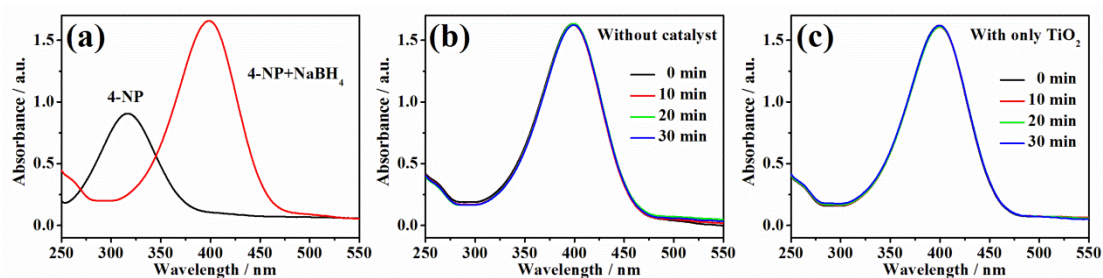 (a)
4-NP
4-NP+NaBH4
Absorbance / a.u.
0.0
0.5
1.0
1.5
250 300 350 400 450 500 550
Wavelength / nm
(b)
Without catalyst
0 min
10 min
20 min
30 min
Absorbance / a.u.
0.0
0.5
1.0
1.5
250 300 350 400 450 500 550
Wavelength / nm
(c)
With only TiO2
0 min
10 min
20 min
30 min
Absorbance / a.u.
0.0
0.5
1.0
1.5
250 300 350 400 450 500 550
Wavelength / nm